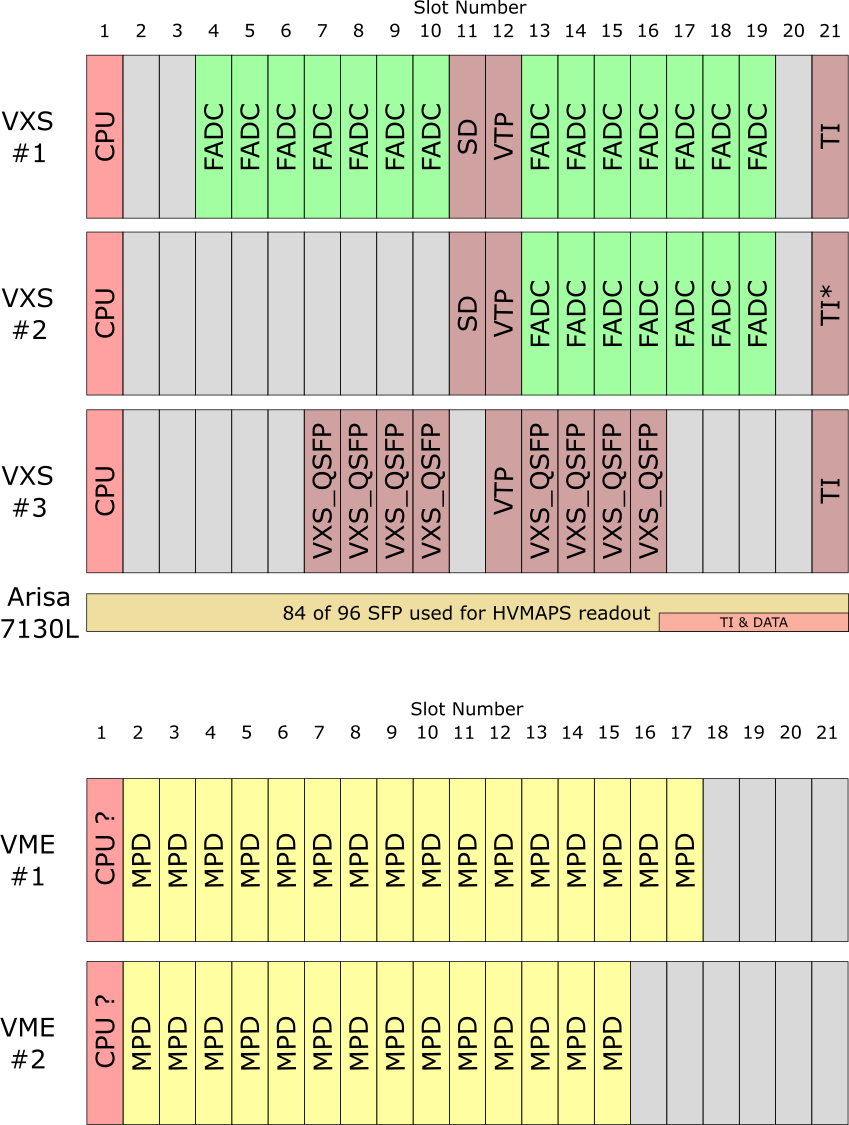 Slot Number
1 2 3 4 5 6 7 8 9 10 11 12 13 14 15 16 17 18 19 20 21
VXS
#1
CPU FADC FADC FADC FADC FADC FADC FADC SD VTP FADC FADC FADC FADC FADC FADC FADC TI
VXS
#2
CPU SD VTP FADC FADC FADC FADC FADC FADC FADC TI*
VXS
#3
CPU VXS_QSFP VXS_QSFP VXS_QSFP VXS_QSFP VTP VXS_QSFP VXS_QSFP VXS_QSFP VXS_QSFP TI
Arisa
7130L
84 of 96 SFP used for HVMAPS readout
TI & DATA
Slot Number
1 2 3 4 5 6 7 8 9 10 11 12 13 14 15 16 17 18 19 20 21
VME
#1
CPU ? MPD MPD MPD MPD MPD MPD MPD MPD MPD MPD MPD MPD MPD MPD MPD MPD
VME
#2
CPU ? MPD MPD MPD MPD MPD MPD MPD MPD MPD MPD MPD MPD MPD MPD